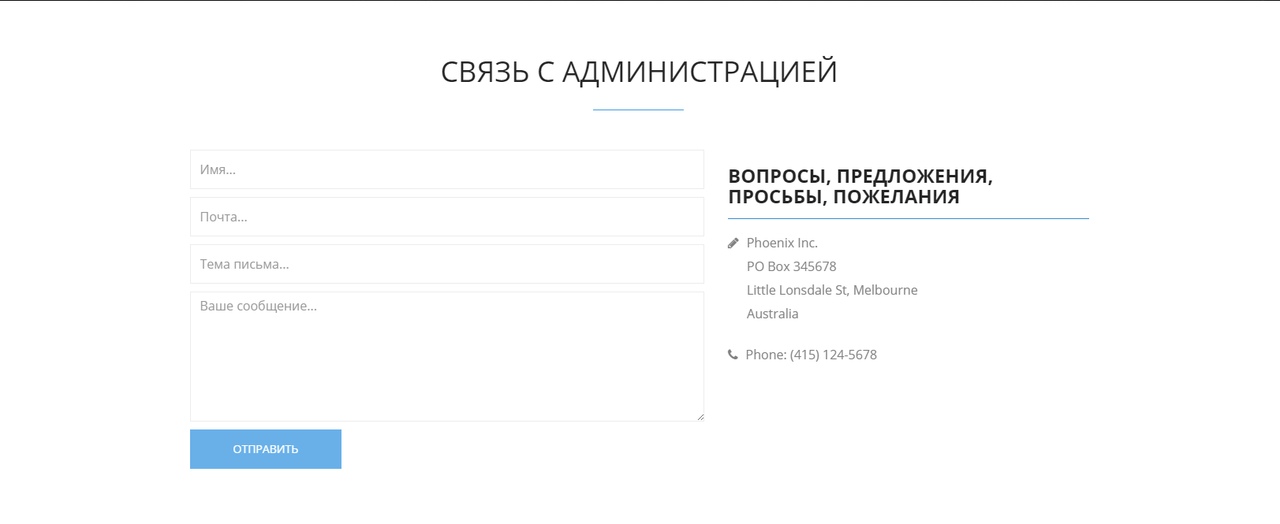 СВЯЗЬ С АДМИНИСТРАЦИЕЙ
Имя...
Почта...
Тема письма...
Ваше сообщение...
ОТПРАВИТЬ
ВОПРОСЫ, ПРЕДЛОЖЕНИЯ,
ПРОСЬБЫ, ПОЖЕЛАНИЯ
Phoenix Inc.
PO Box 345678
Little Lonsdale St, Melbourne
Australia
Phone: (415) 124-5678